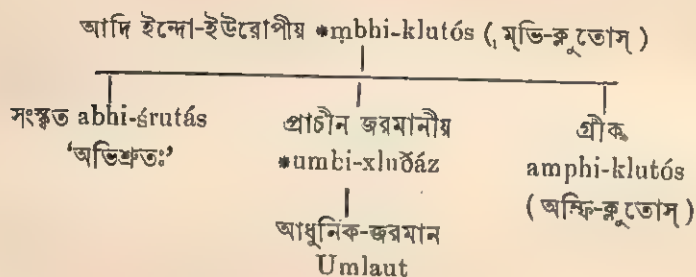 আদি ইন্দো-ইউরোপীয় *m̥bhi-klutós (, ম্‌ভি-ক্লুতোস্ )
সংস্কৃত abhi-śrutás
'অভিশ্রুতঃ'
প্রাচীন জরমানীয়
*umbi-xluðáz
আধুনিক-জরমান
Umlaut
গ্রীক্
amphi-klutós
(অম্ফি-ক্লুতোস্)